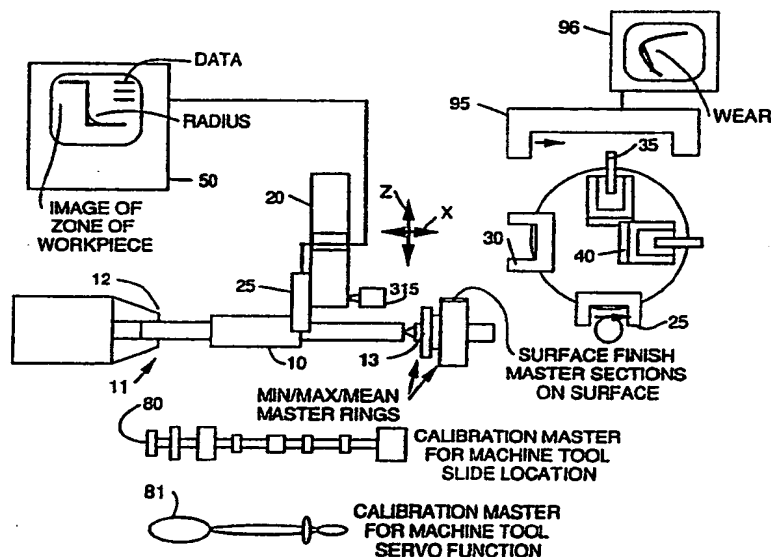 DATA
RADIUS
50
IMAGE OF
ZONE OF
WORKPIECE
20
Z
X
25
315
12
11
10
13
MIN/MAX/MEAN
MASTER RINGS
96
WEAR
95
35
30
40
25
SURFACE FINISH
MASTER SECTIONS
ON SURFACE
80
CALIBRATION MASTER
FOR MACHINE TOOL
SLIDE LOCATION
81
CALIBRATION MASTER
FOR MACHINE TOOL
SERVO FUNCTION